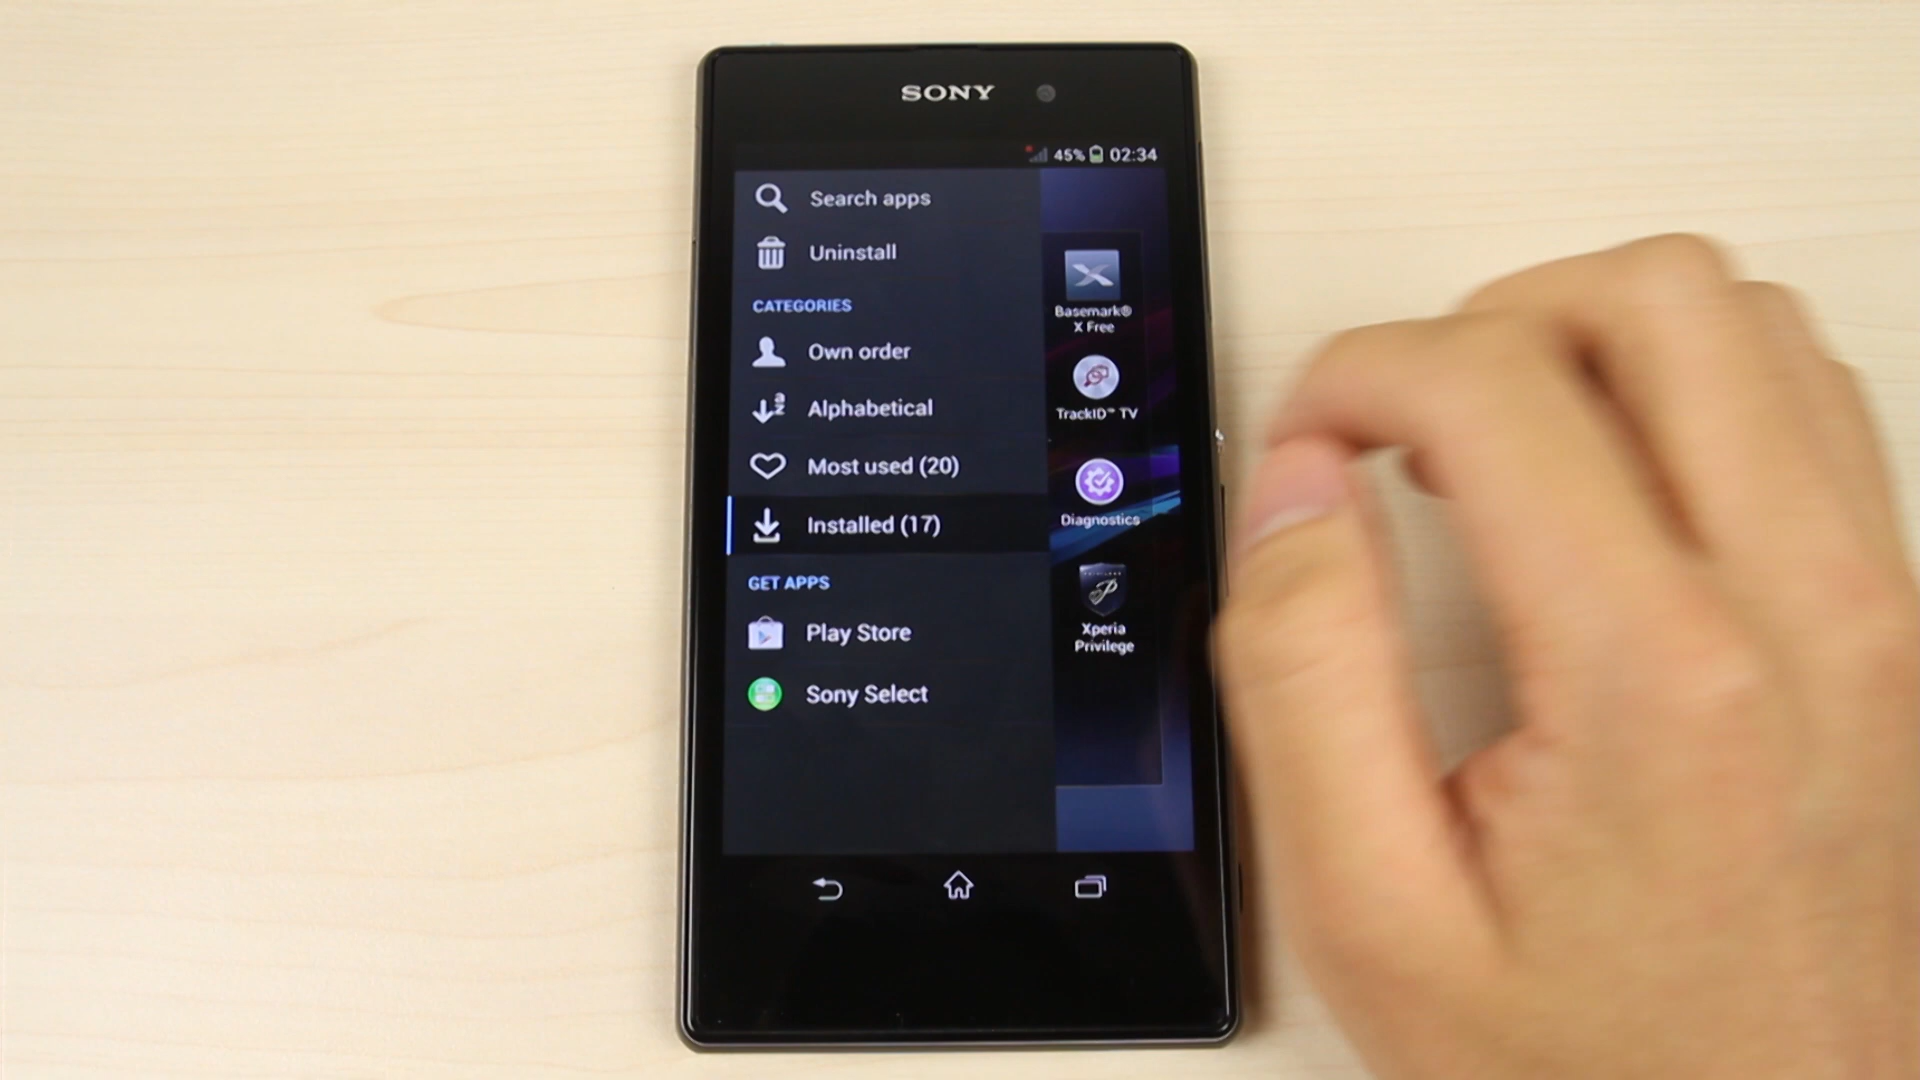 SONY
45% 02:34
Search apps
Uninstall
CATEGORIES
Own order
Alphabetical
Most used (20)
Installed (17)
GET APPS
Play Store
Sony Select
Basemark®
X Free
TrackID™ TV
Diagnostics
Xperia
Privilege